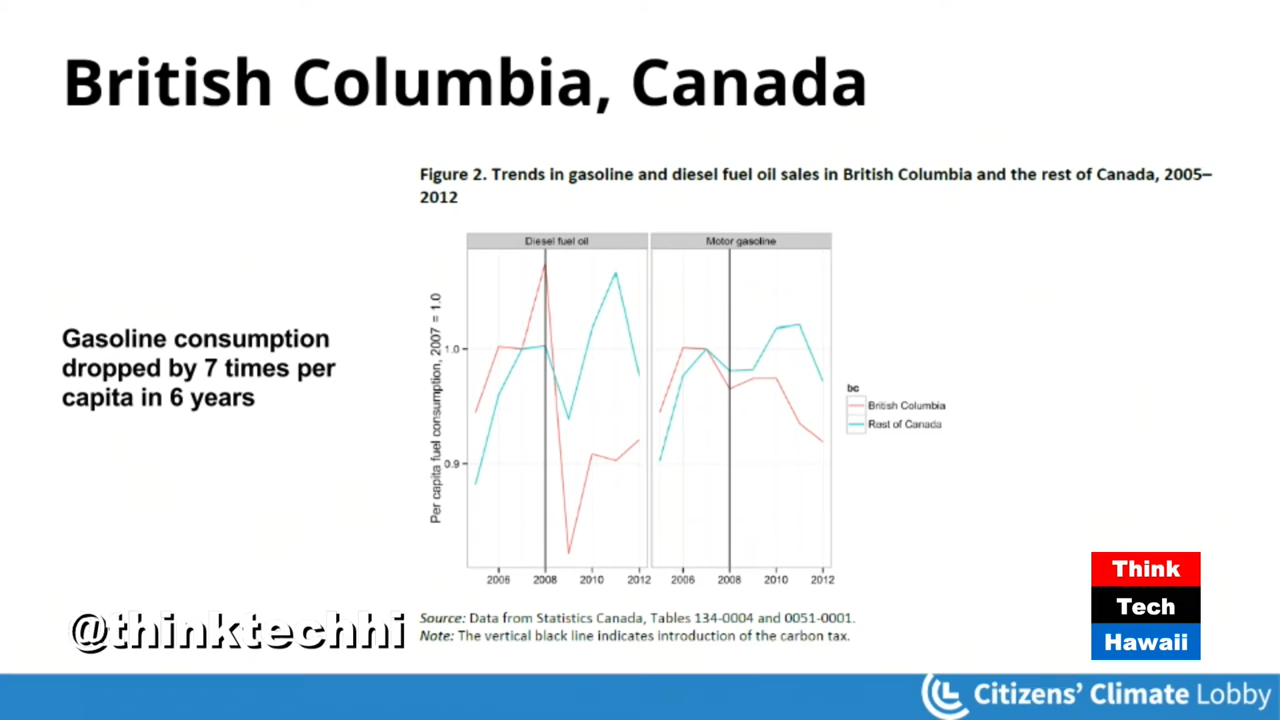 British Columbia, Canada
Figure 2. Trends in gasoline and diesel fuel oil sales in British Columbia and the rest of Canada, 2005–
2012
Diesel fuel oil
Motor gasoline
Per capita fuel consumption, 2007 = 1.0
1.0
0.9
Gasoline consumption
dropped by 7 times per
capita in 6 years
bc
British Columbia
Rest of Canada
2006 2008 2010 2012
2006 2008 2010 2012
Source: Data from Statistics Canada, Tables 134-0004 and 0051-0001.
Note: The vertical black line indicates introduction of the carbon tax.
@thinktechhi
Think
Tech
Hawaii
Citizens' Climate Lobby